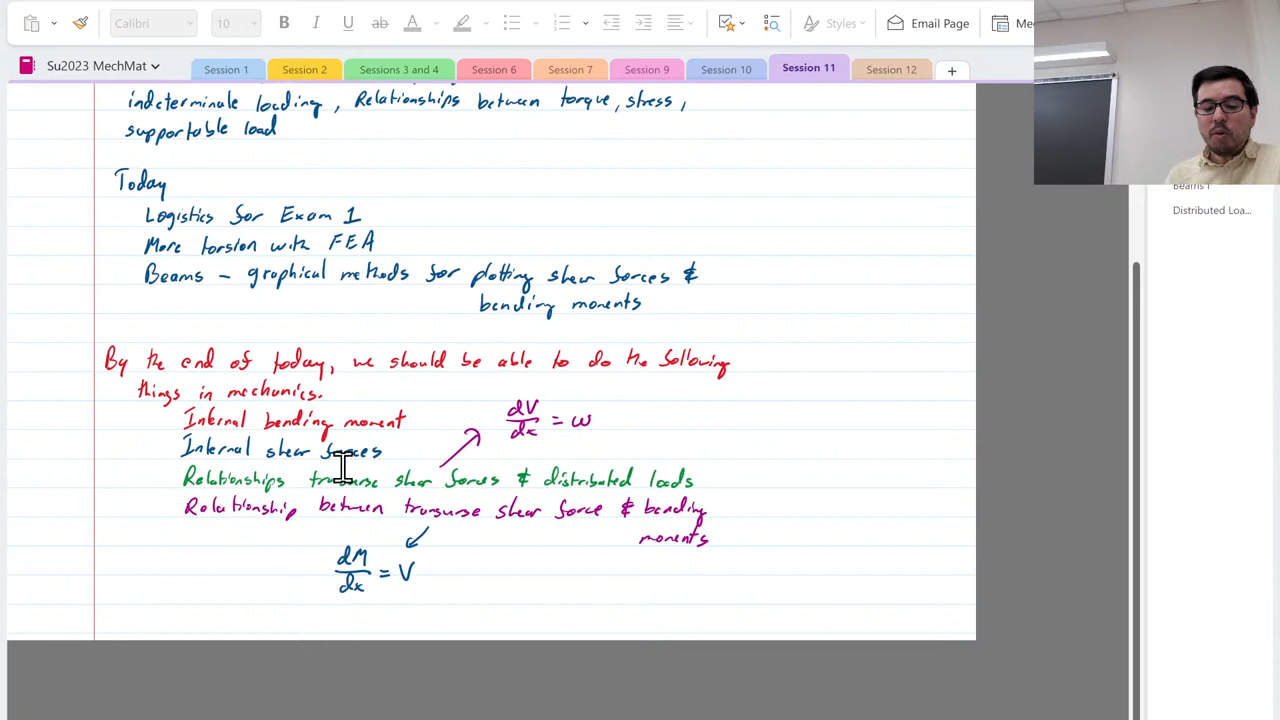 Calibri
10
B I U ab A
Styles
Email Page
Me
Su2023 MechMat
Session 1
Session 2
Sessions 3 and 4
Session 6
Session 7
Session 9
Session 10
Session 11
Session 12
+
Beams I
Distributed Loa...
indeterminate loading, Relationships between torque, stress,
supportable load
Today
Logistics for Exam 1
More torsion with FEA
Beams – graphical methods for plotting shear forces &
bending moments
By the end of today, we should be able to do the following
things in mechanics.
Internal bending moment
dV/dx = w
Internal shear forces
Relationships transverse shear forces & distributed loads
Relationship between transverse shear force & bending
moments
dM/dx = V